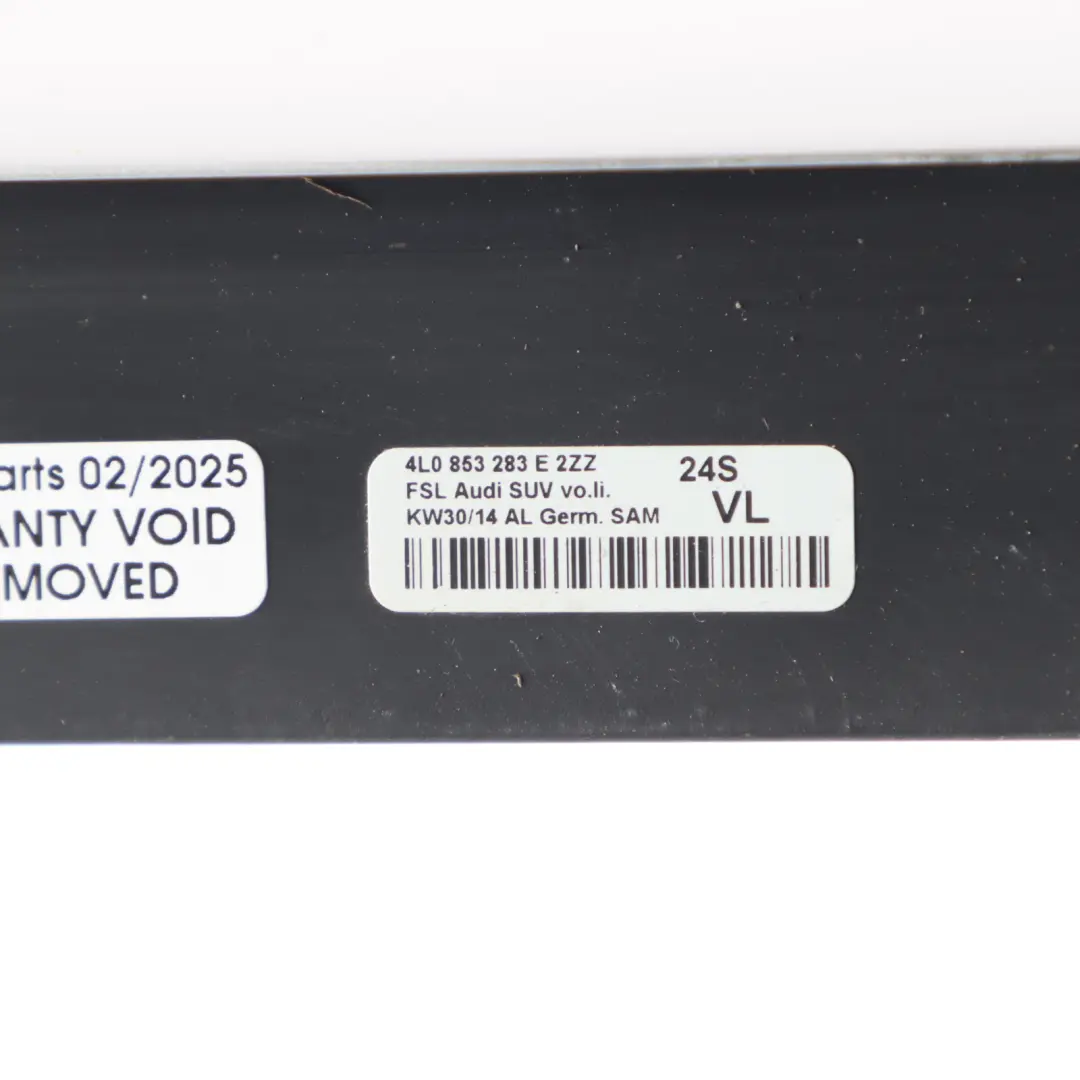 arts 02/2025
ANTY VOID
MOVED
4L0 853 283 E 2ZZ 24S
FSL Audi SUV vo.li. VL
KW30/14 AL Germ. SAM